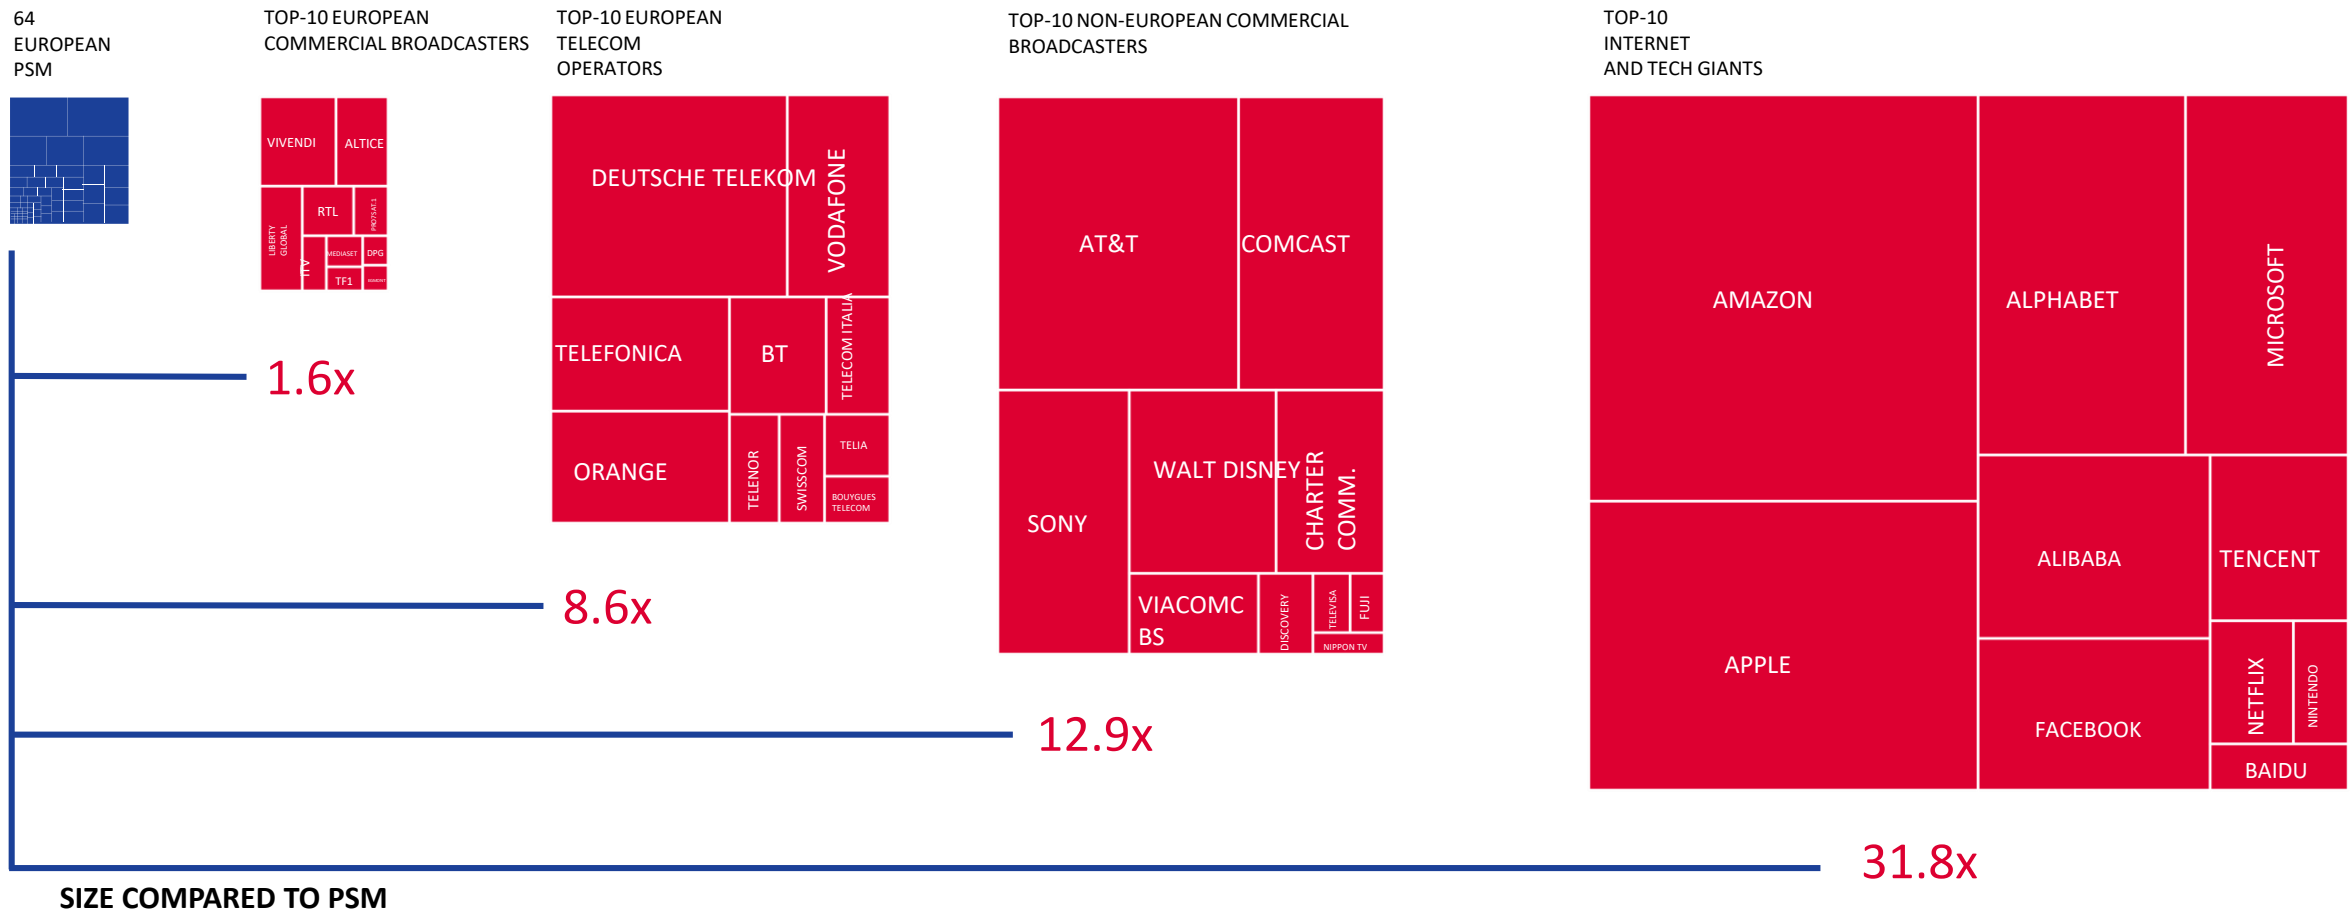 64
EUROPEAN
PSM
TOP-10 EUROPEAN
COMMERCIAL BROADCASTERS
TOP-10 EUROPEAN
TELECOM
OPERATORS
TOP-10 NON-EUROPEAN COMMERCIAL
BROADCASTERS
TOP-10
INTERNET
AND TECH GIANTS
VIVENDI
ALTICE
LIBERTY
GLOBAL
RTL
PRO7SAT.1
ITV
MEDIASET
DPG
TF1
DEUTSCHE TELEKOM
VODAFONE
TELEFONICA
BT
TELECOM ITALIA
ORANGE
TELENOR
SWISSCOM
TELIA
BOUYGUES
TELECOM
AT&T
COMCAST
SONY
WALT DISNEY
CHARTER
COMM.
VIACOMC
BS
DISCOVERY
TELEVISA
FUJI
NIPPON TV
AMAZON
ALPHABET
MICROSOFT
APPLE
ALIBABA
TENCENT
FACEBOOK
NETFLIX
NINTENDO
BAIDU
1.6x
8.6x
12.9x
31.8x
SIZE COMPARED TO PSM